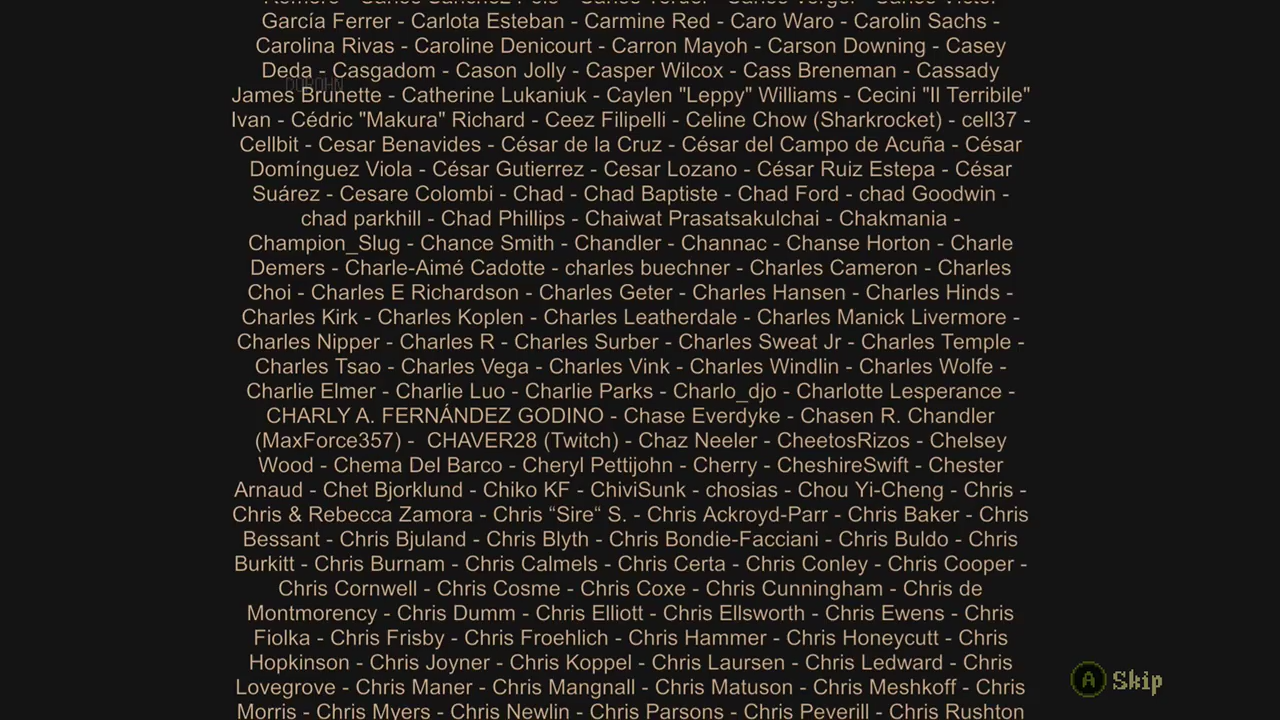 García Ferrer - Carlota Esteban - Carmine Red - Caro Waro - Carolin Sachs -
Carolina Rivas - Caroline Denicourt - Carron Mayoh - Carson Downing - Casey
Deda - Casgadom - Cason Jolly - Casper Wilcox - Cass Breneman - Cassady
James Brunette - Catherine Lukaniuk - Caylen "Leppy" Williams - Cecini "Il Terribile"
Ivan - Cédric "Makura" Richard - Ceez Filipelli - Celine Chow (Sharkrocket) - cell37 -
Cellbit - Cesar Benavides - César de la Cruz - César del Campo de Acuña - César
Domínguez Viola - César Gutierrez - Cesar Lozano - César Ruiz Estepa - César
Suárez - Cesare Colombi - Chad - Chad Baptiste - Chad Ford - chad Goodwin -
chad parkhill - Chad Phillips - Chaiwat Prasatsakulchai - Chakmania -
Champion_Slug - Chance Smith - Chandler - Channac - Chanse Horton - Charle
Demers - Charle-Aimé Cadotte - charles buechner - Charles Cameron - Charles
Choi - Charles E Richardson - Charles Geter - Charles Hansen - Charles Hinds -
Charles Kirk - Charles Koplen - Charles Leatherdale - Charles Manick Livermore -
Charles Nipper - Charles R - Charles Surber - Charles Sweat Jr - Charles Temple -
Charles Tsao - Charles Vega - Charles Vink - Charles Windlin - Charles Wolfe -
Charlie Elmer - Charlie Luo - Charlie Parks - Charlo_djo - Charlotte Lesperance -
CHARLY A. FERNÁNDEZ GODINO - Chase Everdyke - Chasen R. Chandler
(MaxForce357) -  CHAVER28 (Twitch) - Chaz Neeler - CheetosRizos - Chelsey
Wood - Chema Del Barco - Cheryl Pettijohn - Cherry - CheshireSwift - Chester
Arnaud - Chet Bjorklund - Chiko KF - ChiviSunk - chosias - Chou Yi-Cheng - Chris -
Chris & Rebecca Zamora - Chris “Sire“ S. - Chris Ackroyd-Parr - Chris Baker - Chris
Bessant - Chris Bjuland - Chris Blyth - Chris Bondie-Facciani - Chris Buldo - Chris
Burkitt - Chris Burnam - Chris Calmels - Chris Certa - Chris Conley - Chris Cooper -
Chris Cornwell - Chris Cosme - Chris Coxe - Chris Cunningham - Chris de
Montmorency - Chris Dumm - Chris Elliott - Chris Ellsworth - Chris Ewens - Chris
Fiolka - Chris Frisby - Chris Froehlich - Chris Hammer - Chris Honeycutt - Chris
Hopkinson - Chris Joyner - Chris Koppel - Chris Laursen - Chris Ledward - Chris
Lovegrove - Chris Maner - Chris Mangnall - Chris Matuson - Chris Meshkoff - Chris
Morris - Chris Myers - Chris Newlin - Chris Parsons - Chris Peverill - Chris Rushton
A Skip